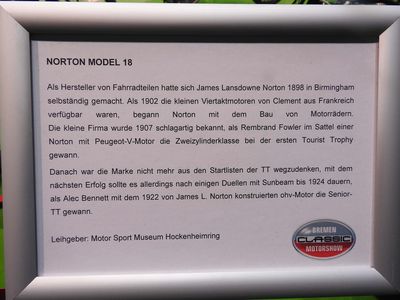 NORTON MODEL 18
Als Hersteller von Fahrradteilen hatte sich James Lansdowne Norton 1898 in Birmingham
selbständig gemacht. Als 1902 die kleinen Viertaktmotoren von Clement aus Frankreich
verfügbar waren, begann Norton mit dem Bau von Motorrädern.
Die kleine Firma wurde 1907 schlagartig bekannt, als Rembrand Fowler im Sattel einer
Norton mit Peugeot-V-Motor die Zweizylinderklasse bei der ersten Tourist Trophy
gewann.
Danach war die Marke nicht mehr aus den Startlisten der TT wegzudenken, mit dem
nächsten Erfolg sollte es allerdings nach einigen Duellen mit Sunbeam bis 1924 dauern,
als Alec Bennett mit dem 1922 von James L. Norton konstruierten ohv-Motor die Senior-
TT gewann.
Leihgeber: Motor Sport Museum Hockenheimring
BREMEN
CLASSIC
MOTORSHOW